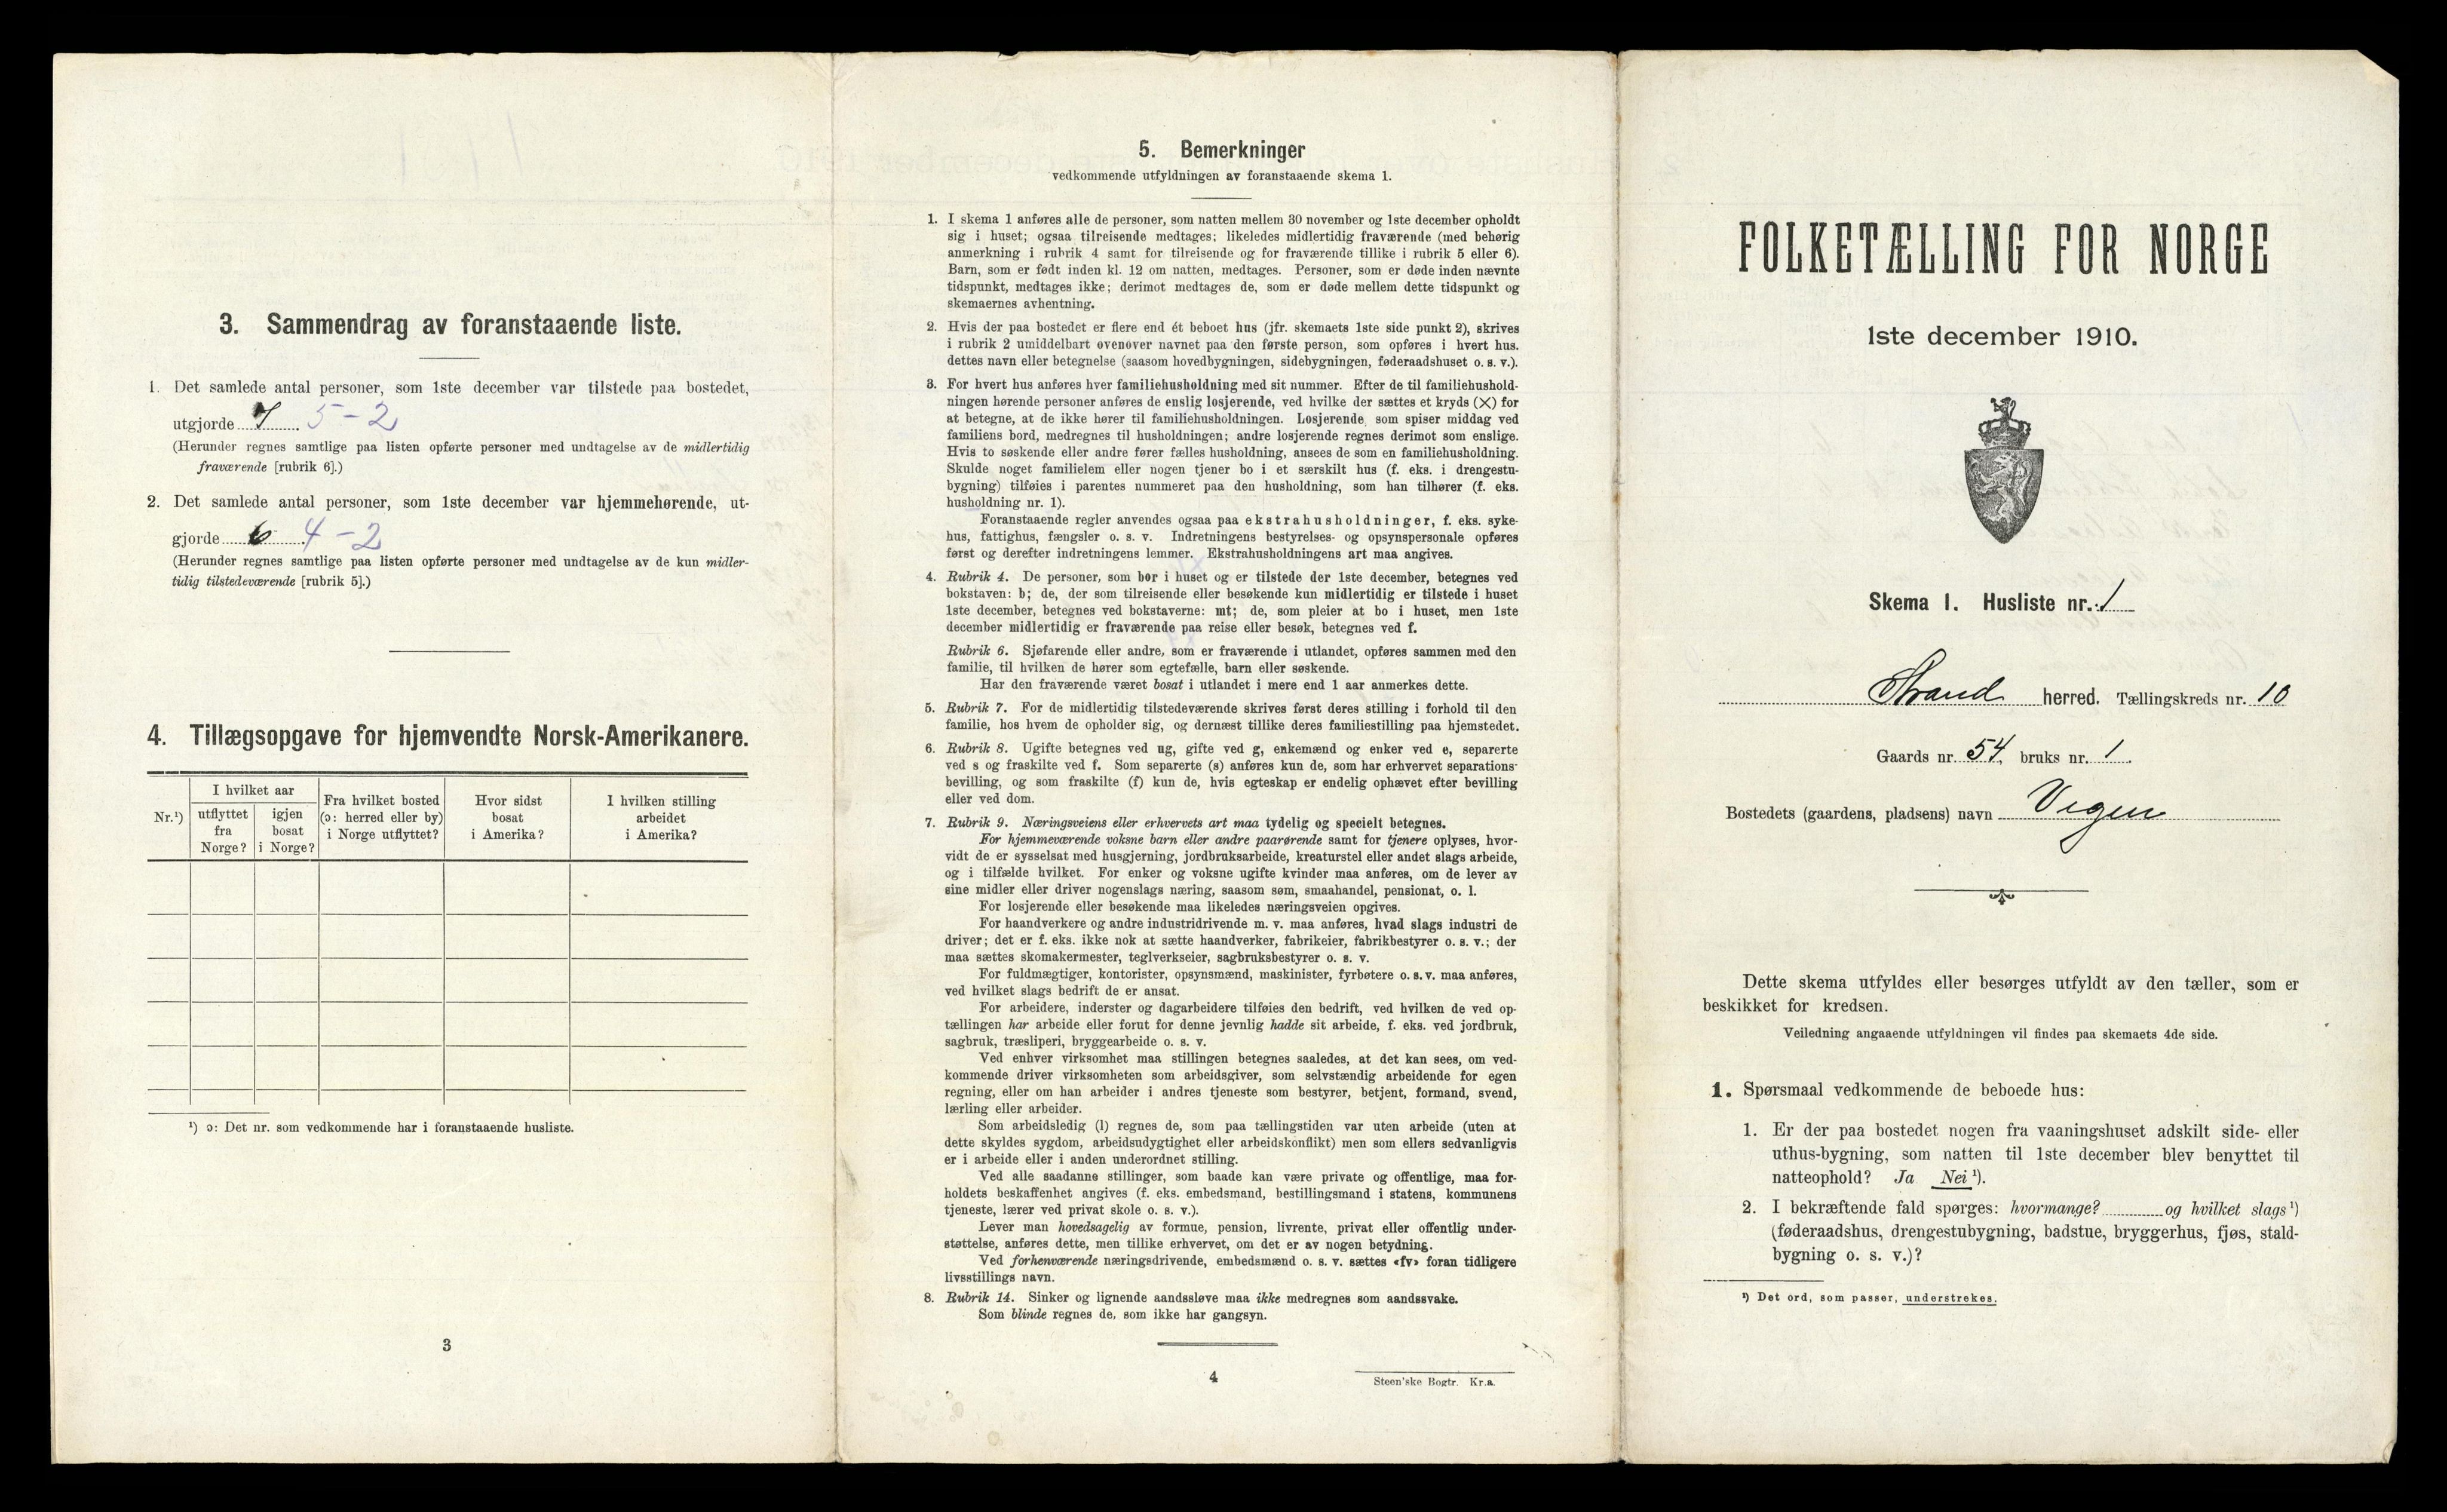 3. Sammendrag av foranstaaende liste.
1. Det samlede antal personer, som 1ste december var tilstede paa bostedet,
utgjorde 7 5-2
(Herunder regnes samtlige paa listen opførte personer med undtagelse av de midlertidig
fraværende [rubrik 6].)
2. Det samlede antal personer, som 1ste december var hjemmehørende, ut-
gjorde 6 4-2
(Herunder regnes samtlige paa listen opførte personer med undtagelse av de kun midler-
tidig tilstedeværende [rubrik 5].)
4. Tillægsopgave for hjemvendte Norsk-Amerikanere.
Nr.¹)
I hvilket aar
utflyttet
fra
Norge?
igjen
bosat
i Norge?
Fra hvilket bosted
(ɔ: herred eller by)
i Norge utflyttet?
Hvor sidst
bosat
i Amerika?
I hvilken stilling
arbeidet
i Amerika?
¹) ɔ: Det nr. som vedkommende har i foranstaaende husliste.
3
5. Bemerkninger
vedkommende utfyldningen av foranstaaende skema 1.
1. I skema 1 anføres alle de personer, som natten mellem 30 november og 1ste december opholdt
sig i huset; ogsaa tilreisende medtages; likeledes midlertidig fraværende (med behørig
anmerkning i rubrik 4 samt for tilreisende og for fraværende tillike i rubrik 5 eller 6).
Barn, som er født inden kl. 12 om natten, medtages. Personer, som er døde inden nævnte
tidspunkt, medtages ikke; derimot medtages de, som er døde mellem dette tidspunkt og
skemaernes avhentning.
2. Hvis der paa bostedet er flere end ét beboet hus (jfr. skemaets 1ste side punkt 2), skrives
i rubrik 2 umiddelbart ovenover navnet paa den første person, som opføres i hvert hus.
dettes navn eller betegnelse (saasom hovedbygningen, sidebygningen, føderaadshuset o. s. v.).
3. For hvert hus anføres hver familiehusholdning med sit nummer. Efter de til familiehushold-
ningen hørende personer anføres de enslig losjerende, ved hvilke der sættes et kryds (×) for
at betegne, at de ikke hører til familiehusholdningen. Losjerende som spiser middag ved
familiens bord, medregnes til husholdningen; andre losjerende regnes derimot som enslige.
Hvis to søskende eller andre fører fælles husholdning, ansees de som en familiehusholdning.
Skulde noget familielem eller nogen tjener bo i et særskilt hus (f. eks. i drengestu-
bygning) tilføies i parentes nummeret paa den husholdning, som han tilhører (f. eks.
husholdning nr. 1).
Foranstaaende regler anvendes ogsaa paa ekstrahusholdninger, f. eks. syke-
hus, fattighus, fængsler o. s. v. Indretningens bestyrelses- og opsynspersonale opføres
først og derefter indretningens lemmer. Ekstrahusholdningens art maa angives.
4. Rubrik 4. De personer, som bor i huset og er tilstede der 1ste december, betegnes ved
bokstaven: b; de, der som tilreisende eller besøkende kun midlertidig er tilstede i huset
1ste december, betegnes ved bokstaverne: mt; de, som pleier at bo i huset, men 1ste
december midlertidig er fraværende paa reise eller besøk, betegnes ved f.
Rubrik 6. Sjøfarende eller andre, som er fraværende i utlandet, opføres sammen med den
familie, til hvilken de hører som egtefælle, barn eller søskende.
Har den fraværende været bosat i utlandet i mere end 1 aar anmerkes dette.
5. Rubrik 7. For de midlertidig tilstedeværende skrives først deres stilling i forhold til den
familie, hos hvem de opholder sig, og dernæst tillike deres familiestilling paa hjemstedet.
6. Rubrik 8. Ugifte betegnes ved ug, gifte ved g, enkemænd og enker ved e, separerte
ved s og fraskilte ved f. Som separerte (s) anføres kun de, som har erhvervet separations-
bevilling, og som fraskilte (f) kun de, hvis egteskap er endelig ophævet efter bevilling
eller ved dom.
7. Rubrik 9. Næringsveiens eller erhvervets art maa tydelig og specielt betegnes.
For hjemmeværende voksne barn eller andre paarørende samt for tjenere oplyses, hvor-
vidt de er sysselsat med husgjerning, jordbruksarbeide, kreaturstel eller andet slags arbeide,
og i tilfælde hvilket. For enker og voksne ugifte kvinder maa anføres, om de lever av
sine midler eller driver nogenslags næring, saasom søm, smaahandel, pensionat, o. l.
For losjerende eller besøkende maa likeledes næringsveien opgives.
For haandverkere og andre industridrivende m. v. maa anføres, hvad slags industri de
driver; det er f. eks. ikke nok at sætte haandverker, fabrikeier, fabrikbestyrer o. s. v.; der
maa sættes skomakermester, teglverkseier, sagbruksbestyrer o. s. v.
For fuldmægtiger, kontorister, opsynsmænd, maskinister, fyrbøtere o. s. v. maa anføres,
ved hvilket slags bedrift de er ansat.
For arbeidere, inderster og dagarbeidere tilføies den bedrift, ved hvilken de ved op-
tællingen har arbeide eller forut for denne jevnlig hadde sit arbeide, f. eks. ved jordbruk,
sagbruk, træsliperi, bryggearbeide o. s. v.
Ved enhver virksomhet maa stillingen betegnes saaledes, at det kan sees, om ved-
kommende driver virksomheten som arbeidsgiver, som selvstændig arbeidende for egen
regning, eller om han arbeider i andres tjeneste som bestyrer, betjent, formand, svend,
lærling eller arbeider.
Som arbeidsledig (l) regnes de, som paa tællingstiden var uten arbeide (uten at
dette skyldes sygdom, arbeidsudygtighet eller arbeidskonflikt) men som ellers sedvanligvis
er i arbeide eller i anden underordnet stilling.
Ved alle saadanne stillinger, som baade kan være private og offentlige, maa for-
holdets beskaffenhet angives (f. eks. embedsmand, bestillingsmand i statens, kommunens
tjeneste, lærer ved privat skole o. s. v.).
Lever man hovedsagelig av formue, pension, livrente, privat eller offentlig under-
støttelse, anføres dette, men tillike erhvervet, om det er av nogen betydning.
Ved forhenværende næringsdrivende, embedsmænd o. s. v. sættes «fv» foran tidligere
livsstillings navn.
8. Rubrik 14. Sinker og lignende aandssløve maa ikke medregnes som aandssvake.
Som blinde regnes de, som ikke har gangsyn.
4
Steen'ske Bogtr. Kr.a.
FOLKETÆLLING FOR NORGE
1ste december 1910.
Skema 1. Husliste nr. 1
Strand herred. Tællingskreds nr. 10
Gaards nr. 54, bruks nr. 1.
Bostedets (gaardens, pladsens) navn Vegen
Dette skema utfyldes eller besørges utfyldt av den tæller, som er
beskikket for kredsen.
Veiledning angaaende utfyldningen vil findes paa skemaets 4de side.
1. Spørsmaal vedkommende de beboede hus:
1. Er der paa bostedet nogen fra vaaningshuset adskilt side- eller
uthus-bygning, som natten til 1ste december blev benyttet til
natteophold? Ja Nei ¹).
2. I bekræftende fald spørges: hvormange? og hvilket slags ¹)
(føderaadshus, drengestubygning, badstue, bryggerhus, fjøs, stald-
bygning o. s. v.)?
¹) Det ord, som passer, understrekes.